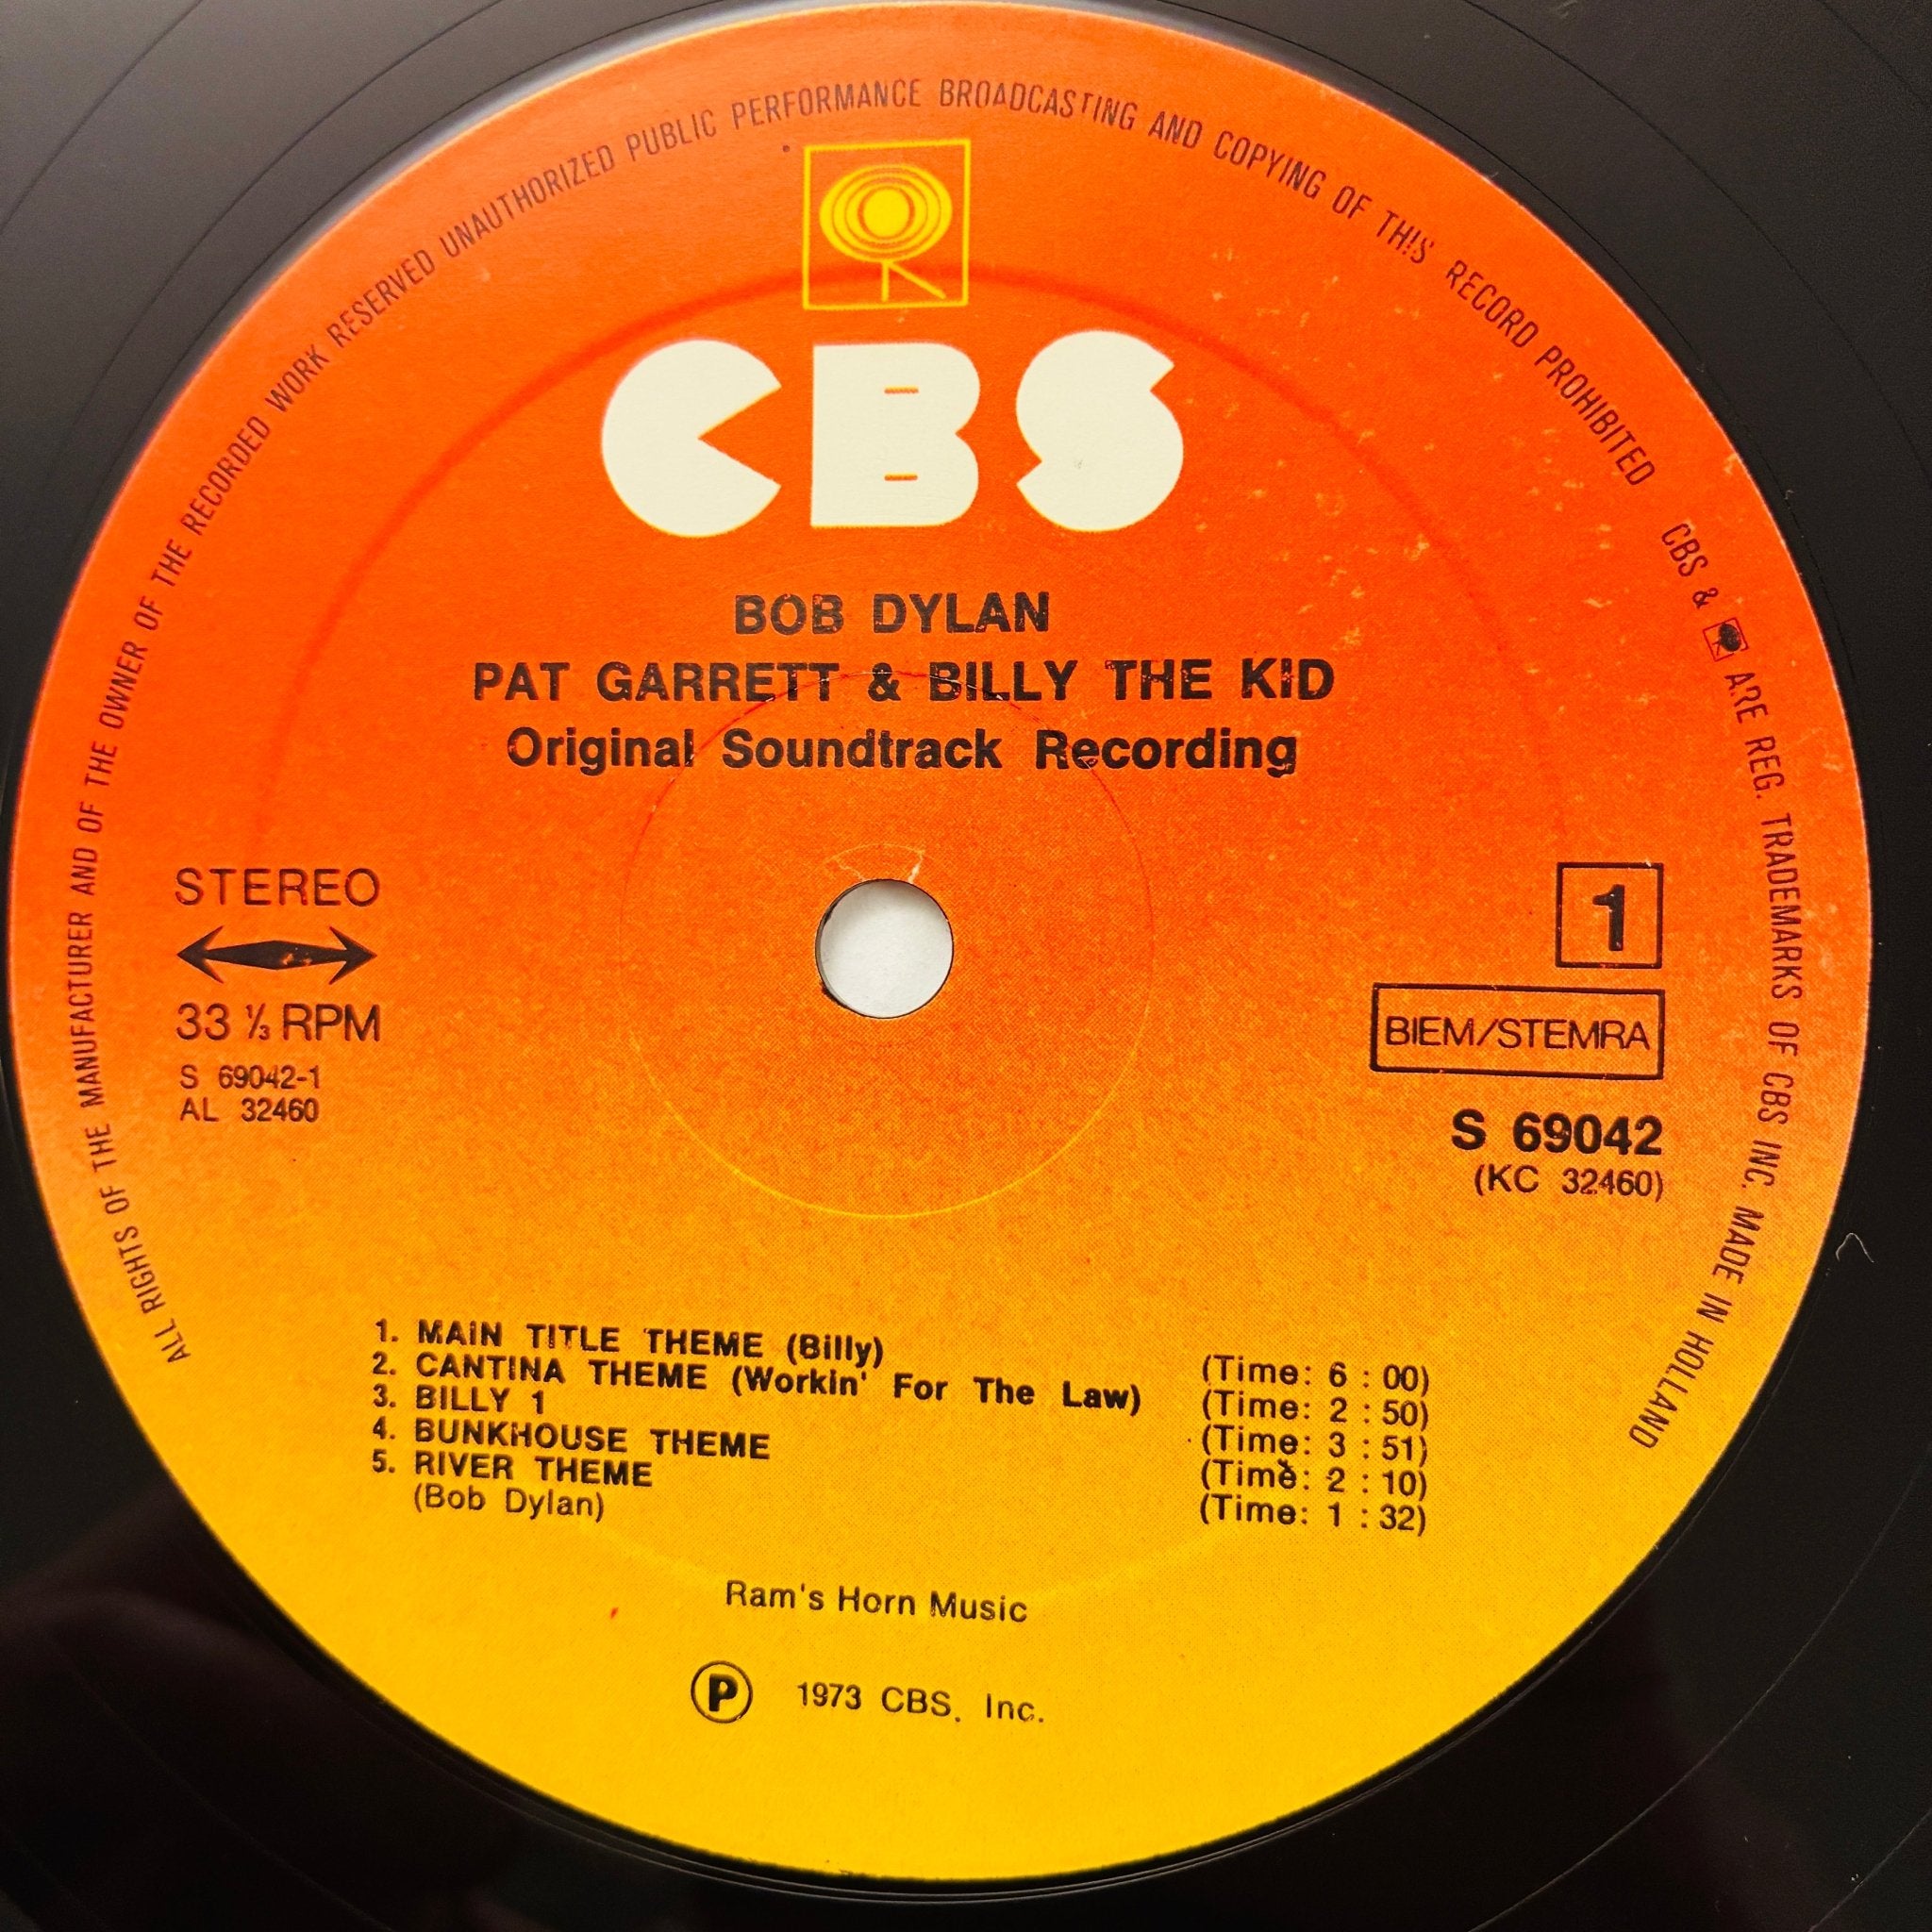 ALL RIGHTS OF THE MANUFACTURER AND OF THE OWNER OF THE RECORDED WORK RESERVED UNAUTHORIZED PUBLIC PERFORMANCE BROADCASTING AND COPYING OF THIS RECORD PROHIBITED CBS & ARE REG. TRADEMARKS OF CBS INC. MADE IN HOLLAND
CBS
BOB DYLAN
PAT GARRETT & BILLY THE KID
Original Soundtrack Recording
STEREO
33 ⅓ RPM
S 69042-1
AL 32460
1
BIEM/STEMRA
S 69042
(KC 32460)
1. MAIN TITLE THEME (Billy) (Time: 6 : 00)
2. CANTINA THEME (Workin' For The Law) (Time: 2 : 50)
3. BILLY 1 (Time: 3 : 51)
4. BUNKHOUSE THEME (Time: 2 : 10)
5. RIVER THEME (Time: 1 : 32)
(Bob Dylan)
Ram's Horn Music
Ⓟ 1973 CBS, Inc.